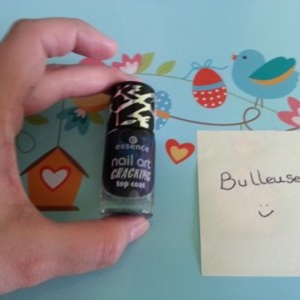 essence
nail art
CRACKING
top coat
Bulleuse
:)